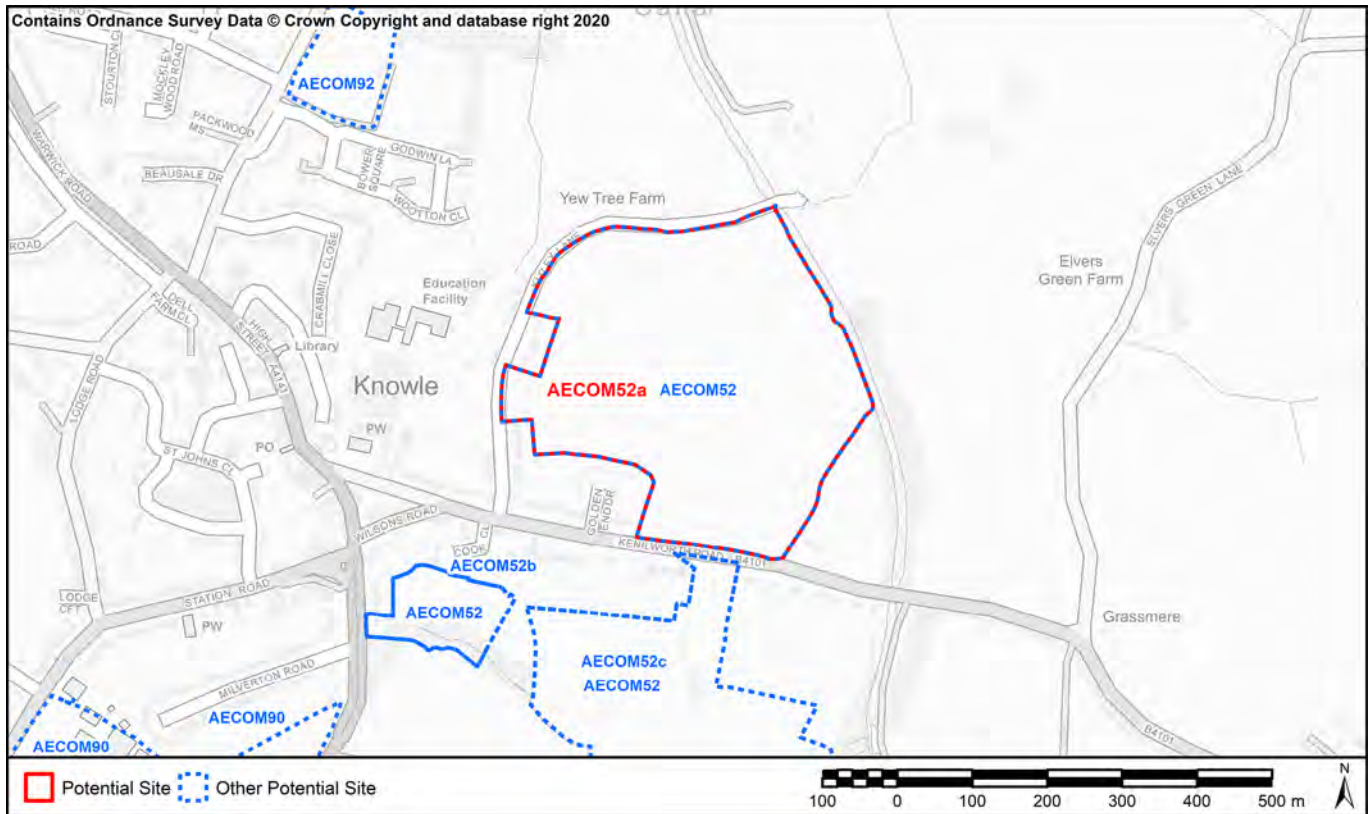 Contains Ordnance Survey Data © Crown Copyright and database right 2020
STOURTON CL
MOCKLEY
WOOD ROAD
AECOM92
PACKWOOD
MS
WARWICK ROAD
GODWIN LA
BOWER
SQUARE
BEAUSALE DR
WOOTTON CL
Yew Tree Farm
ELVERS GREEN LANE
ROAD
LANE
Elvers
Green Farm
CRABMILL CLOSE
Education
Facility
DELL
FARM CL
HIGH
STREET A4141
Library
LODGE ROAD
Knowle
AECOM52a
AECOM52
PW
PO
ST JOHNS CL
GOLDEN
END DR
WILSONS ROAD
COOK CL
KENILWORTH ROAD
B4101
AECOM52b
LODGE
CFT
STATION ROAD
AECOM52
PW
Grassmere
AECOM52c
AECOM52
MILVERTON ROAD
AECOM90
AECOM90
B4101
Potential Site
Other Potential Site
100 0 100 200 300 400 500 m
N